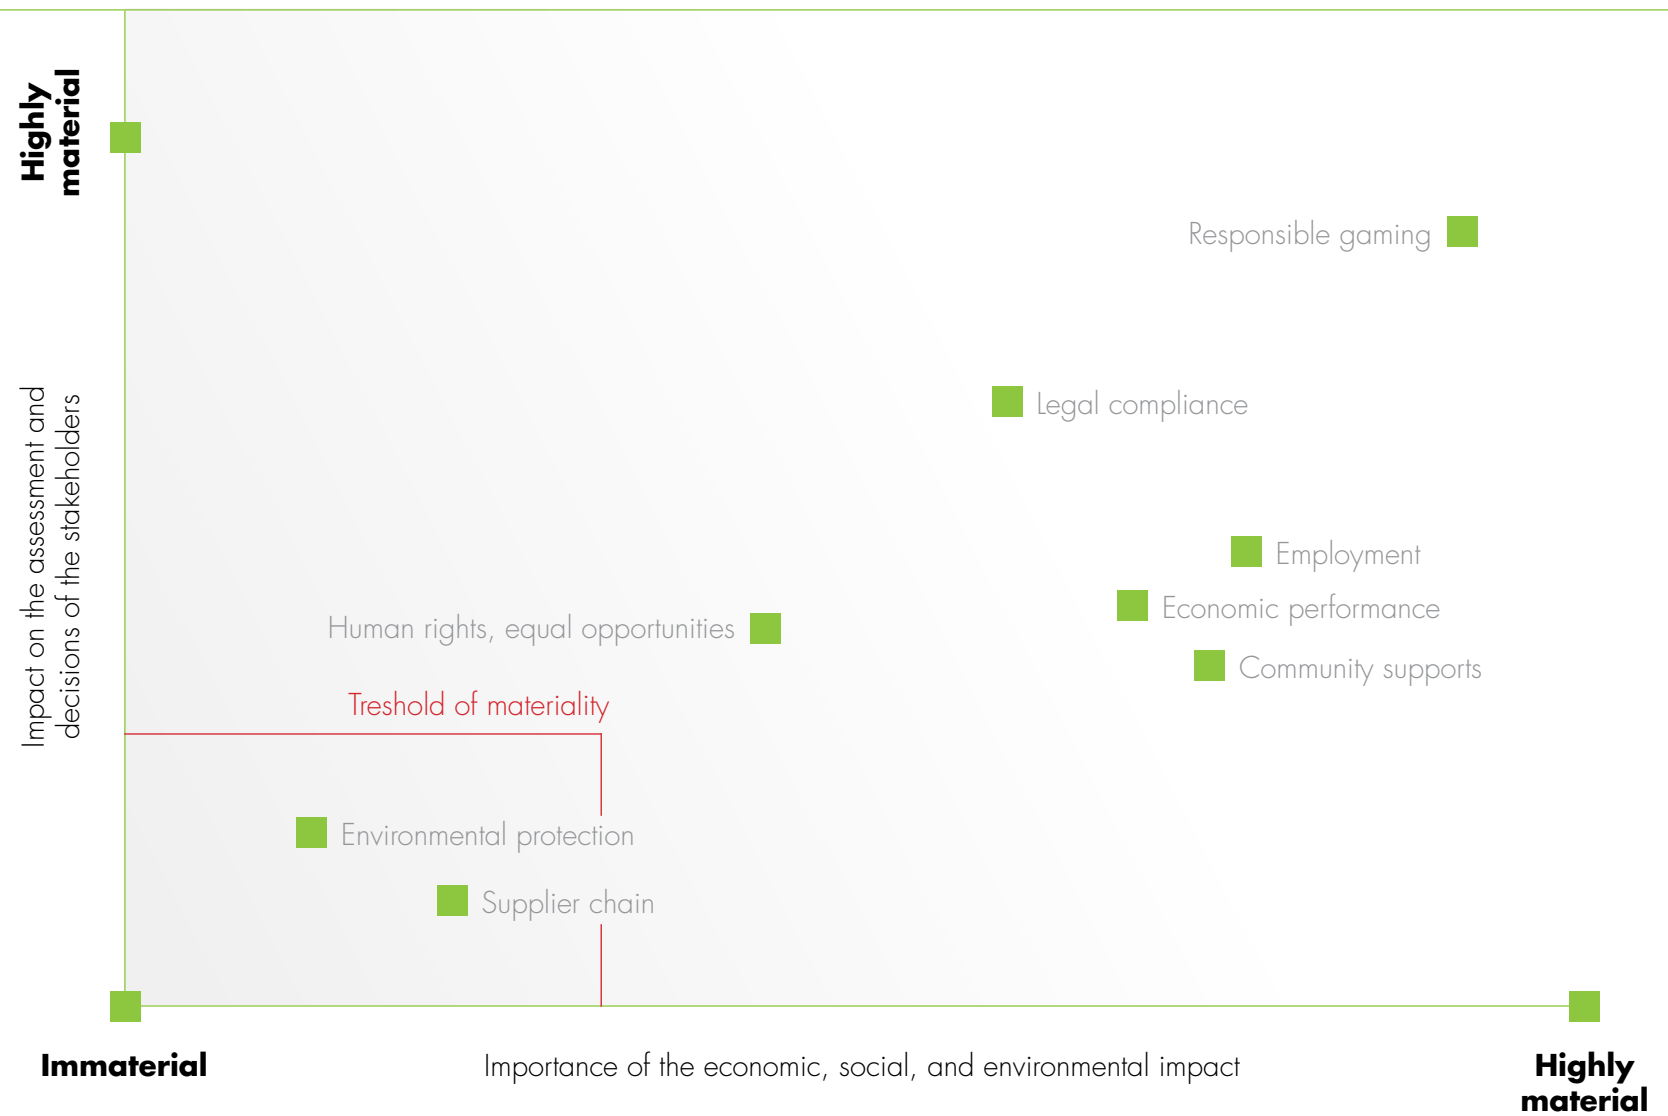 Highly
material
Impact on the assessment and
decisions of the stakeholders
Responsible gaming
Legal compliance
Employment
Economic performance
Human rights, equal opportunities
Community supports
Treshold of materiality
Environmental protection
Supplier chain
Immaterial
Importance of the economic, social, and environmental impact
Highly
material